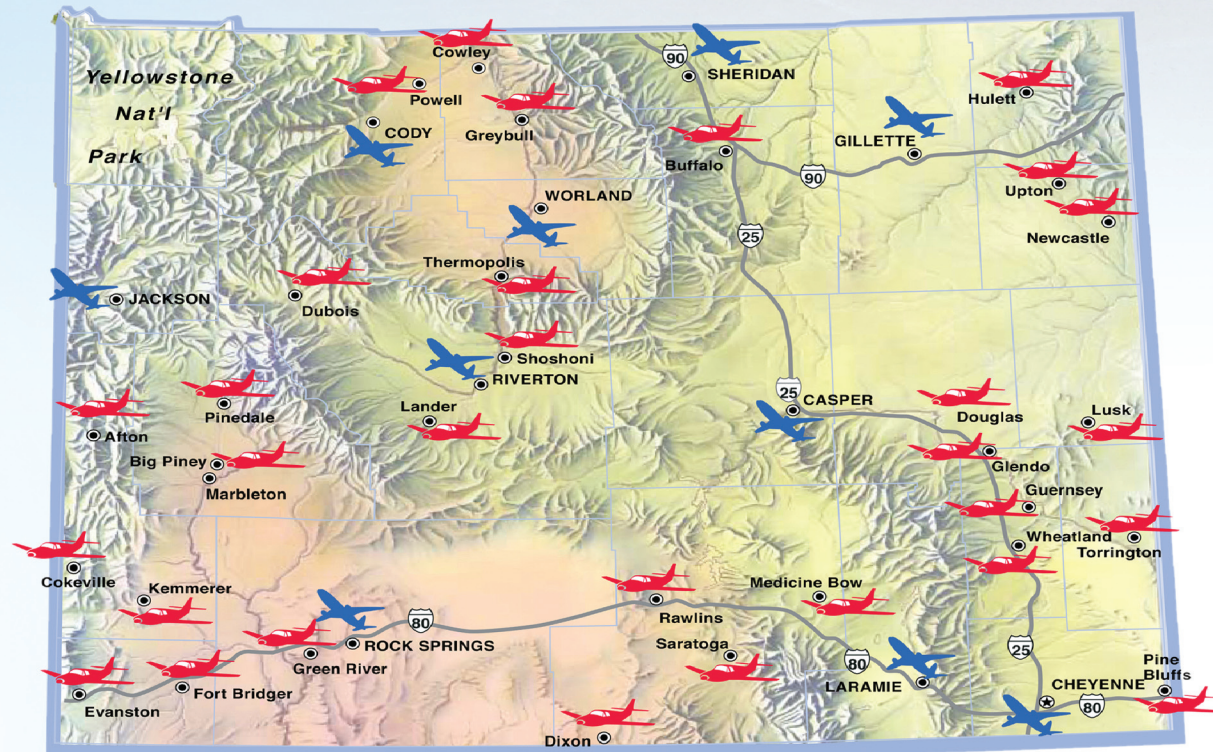 Cowley
90
SHERIDAN
Yellowstone
Nat'l
Park
Powell
Hulett
Greybull
CODY
GILLETTE
Buffalo
90
Upton
WORLAND
Newcastle
25
Thermopolis
JACKSON
Dubois
Shoshoni
RIVERTON
Pinedale
Lander
25
CASPER
Douglas
Lusk
Afton
Big Piney
Marbleton
Glendo
Guernsey
Wheatland
Torrington
Cokeville
Kemmerer
Medicine Bow
Rawlins
80
ROCK SPRINGS
Saratoga
Green River
25
80
Pine
Bluffs
Fort Bridger
LARAMIE
CHEYENNE
80
Evanston
Dixon